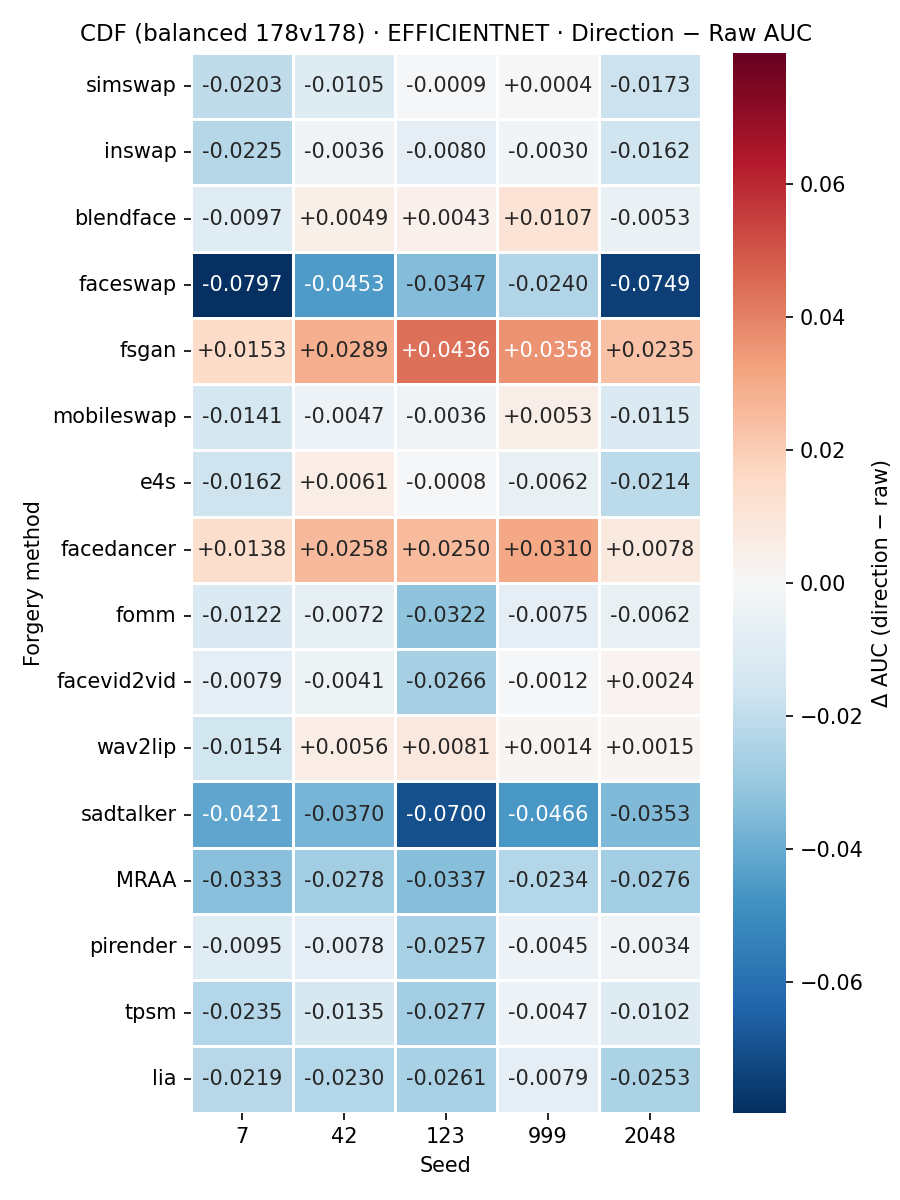 CDF (balanced 178v178) · EFFICIENTNET · Direction − Raw AUC
simswap -0.0203 -0.0105 -0.0009 +0.0004 -0.0173
inswap -0.0225 -0.0036 -0.0080 -0.0030 -0.0162
blendface -0.0097 +0.0049 +0.0043 +0.0107 -0.0053
faceswap -0.0797 -0.0453 -0.0347 -0.0240 -0.0749
fsgan +0.0153 +0.0289 +0.0436 +0.0358 +0.0235
mobileswap -0.0141 -0.0047 -0.0036 +0.0053 -0.0115
e4s -0.0162 +0.0061 -0.0008 -0.0062 -0.0214
facedancer +0.0138 +0.0258 +0.0250 +0.0310 +0.0078
fomm -0.0122 -0.0072 -0.0322 -0.0075 -0.0062
facevid2vid -0.0079 -0.0041 -0.0266 -0.0012 +0.0024
wav2lip -0.0154 +0.0056 +0.0081 +0.0014 +0.0015
sadtalker -0.0421 -0.0370 -0.0700 -0.0466 -0.0353
MRAA -0.0333 -0.0278 -0.0337 -0.0234 -0.0276
pirender -0.0095 -0.0078 -0.0257 -0.0045 -0.0034
tpsm -0.0235 -0.0135 -0.0277 -0.0047 -0.0102
lia -0.0219 -0.0230 -0.0261 -0.0079 -0.0253
7 42 123 999 2048
Seed
Forgery method
0.06
0.04
0.02
0.00
−0.02
−0.04
−0.06
Δ AUC (direction − raw)